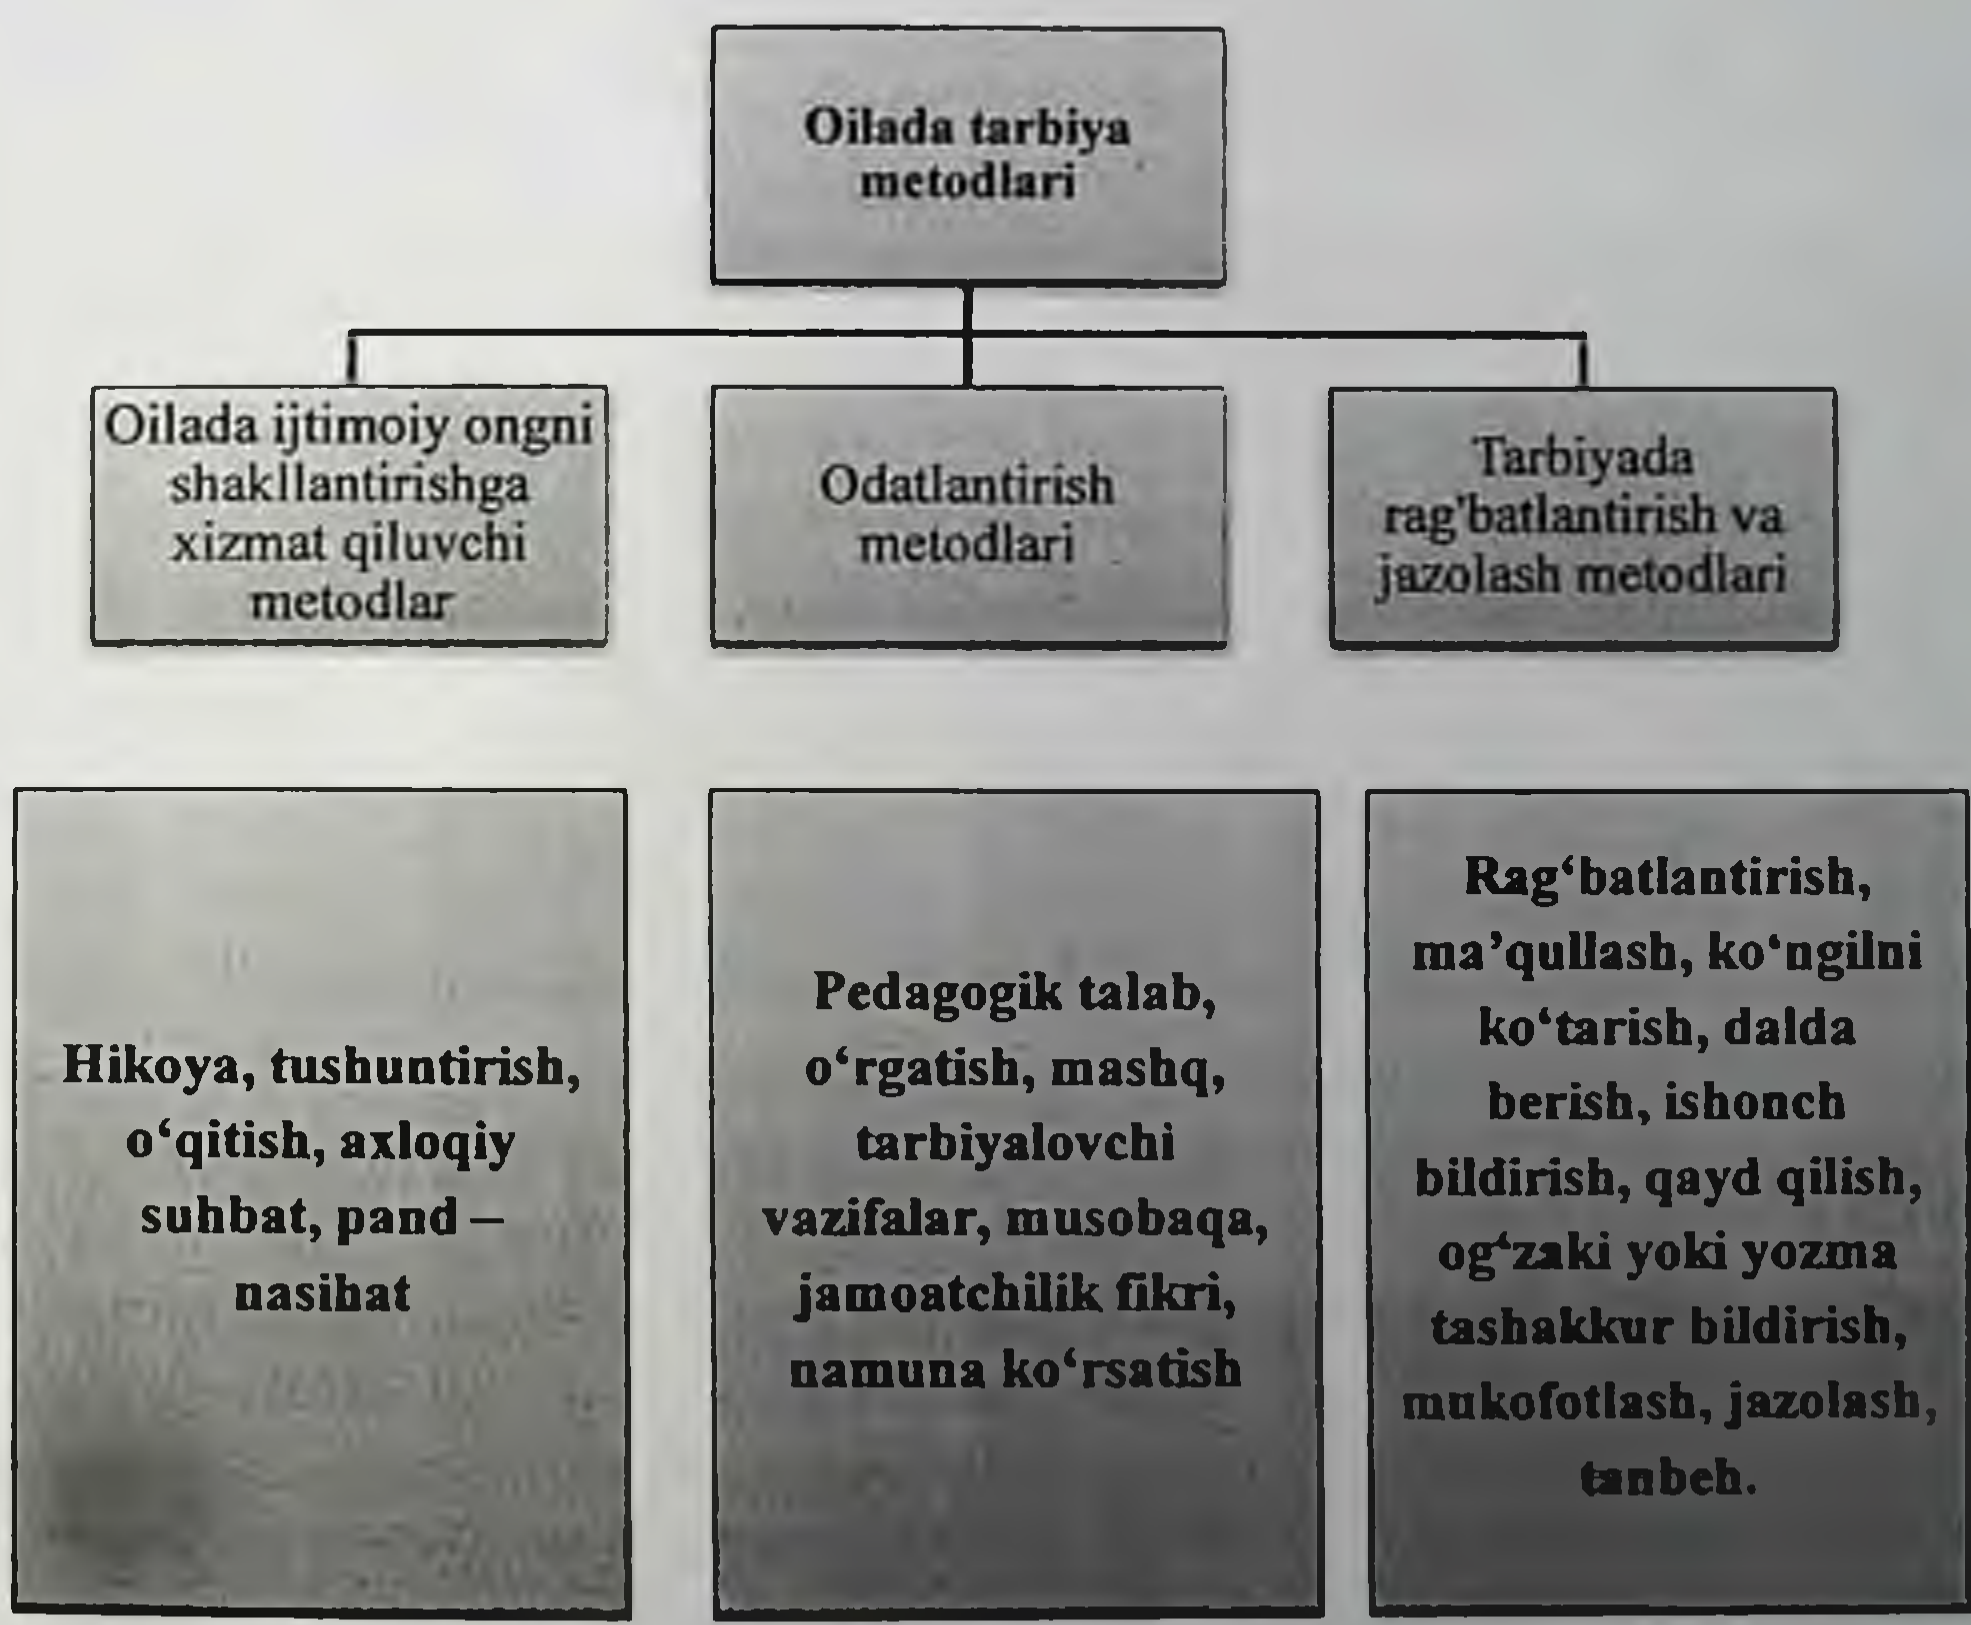 Oilada tarbiya
metodlari
Oilada ijtimoiy ongni
shakllantirishga
xizmat qiluvchi
metodlar
Odatlantirish
metodlari
Tarbiyada
rag'batlantirish va
jazolash metodlari
Hikoya, tushuntirish,
o‘qitish, axloqiy
suhbat, pand –
nasihat
Pedagogik talab,
o‘rgatish, mashq,
tarbiyalovchi
vazifalar, musobaqa,
jamoatchilik fikri,
namuna ko‘rsatish
Rag‘batlantirish,
ma’qullash, ko‘ngilni
ko‘tarish, dalda
berish, ishonch
bildirish, qayd qilish,
og‘zaki yoki yozma
tashakkur bildirish,
mukofotlash, jazolash,
tanbeh.